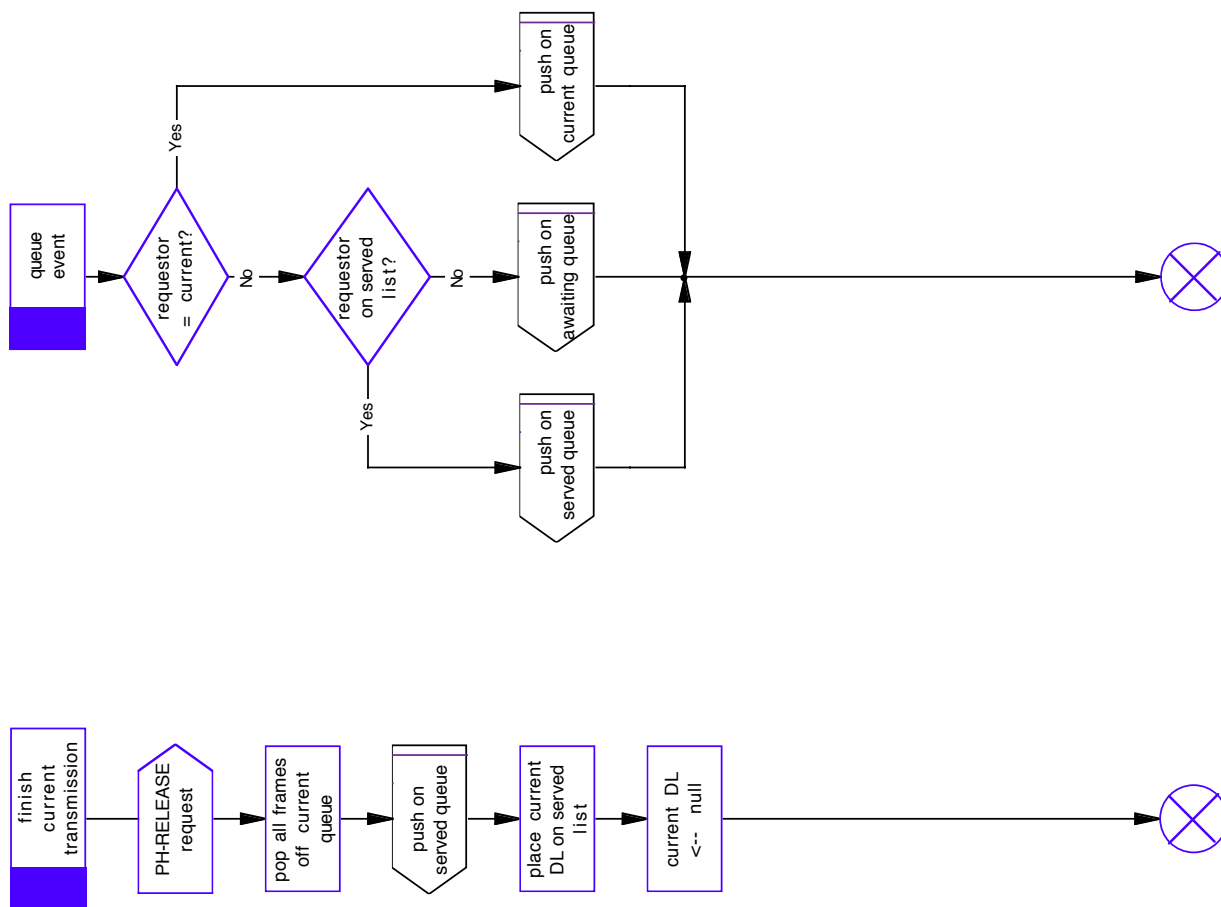 finish
current
transmission
PH-RELEASE
request
pop all frames
off current
queue
push on
served queue
place current
DL on served
list
current DL
<-- null
queue
event
requestor
= current?
Yes
No
requestor
on served
list?
Yes
No
push on
served queue
push on
awaiting queue
push on
current queue